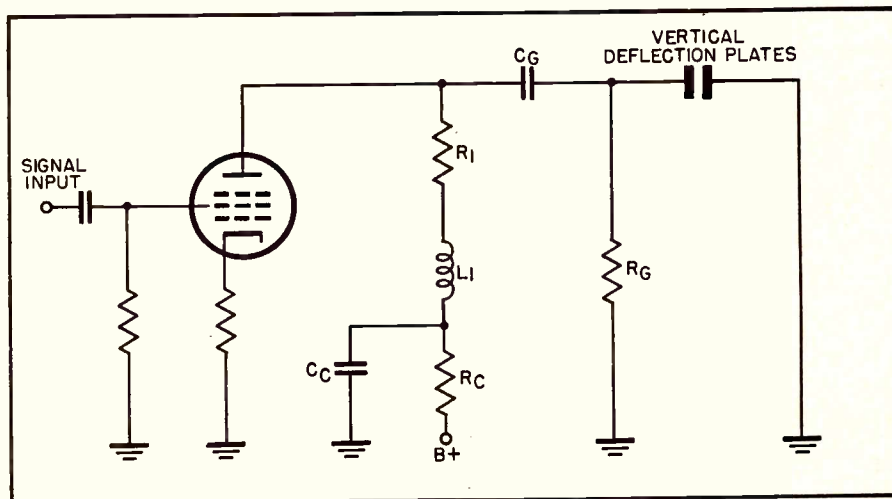 VERTICAL
DEFLECTION PLATES
CG
R1
SIGNAL
INPUT
L1
RG
CC
RC
B+